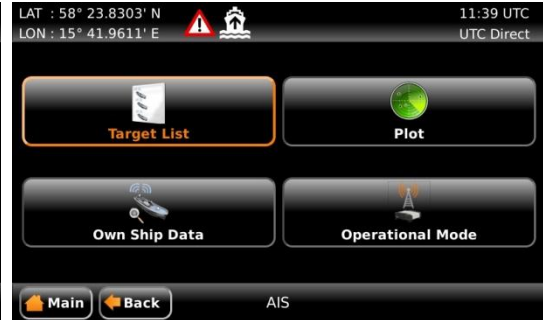 LAT : 58° 23.8303' N
11:39 UTC
LON : 15° 41.9611' E
UTC Direct
Target List
Plot
Own Ship Data
Operational Mode
Main
Back
AIS